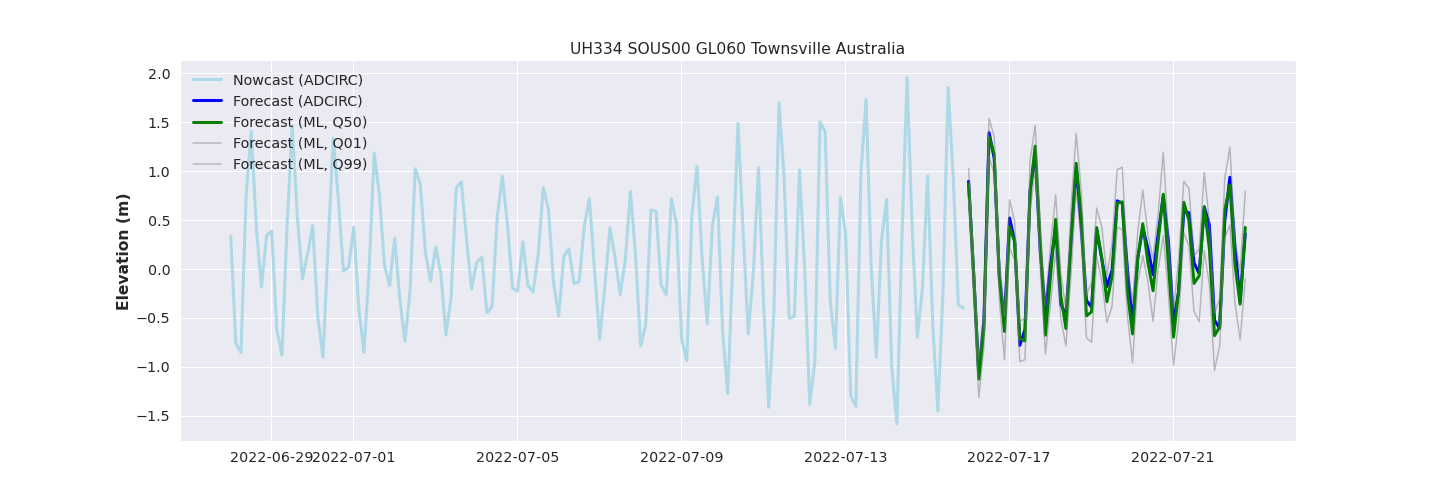 UH334 SOUS00 GL060 Townsville Australia
Nowcast (ADCIRC)
Forecast (ADCIRC)
Forecast (ML, Q50)
Forecast (ML, Q01)
Forecast (ML, Q99)
Elevation (m)
2.0
1.5
1.0
0.5
0.0
−0.5
−1.0
−1.5
2022-06-29 2022-07-01 2022-07-05 2022-07-09 2022-07-13 2022-07-17 2022-07-21